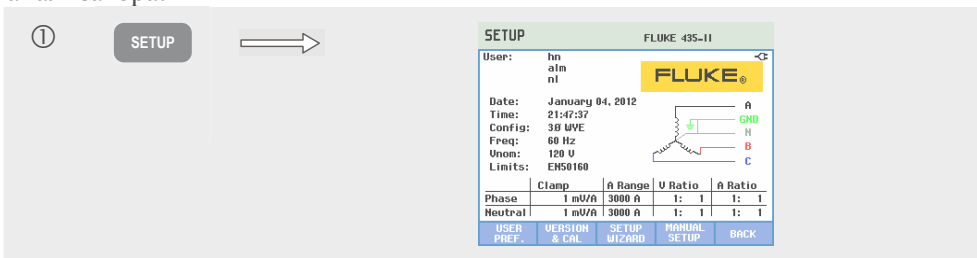 ①
SETUP
SETUP FLUKE 435-II
User: hn
alm
nl
FLUKE®
Date: January 04, 2012
Time: 21:47:37
Config: 3Ø WYE
Freq: 60 Hz
Vnom: 120 V
Limits: EN50160
A
GND
N
B
C
Clamp A Range V Ratio A Ratio
Phase 1 mV/A 3000 A 1: 1 1: 1
Neutral 1 mV/A 3000 A 1: 1 1: 1
USER PREF. VERSION & CAL SETUP WIZARD MANUAL SETUP BACK